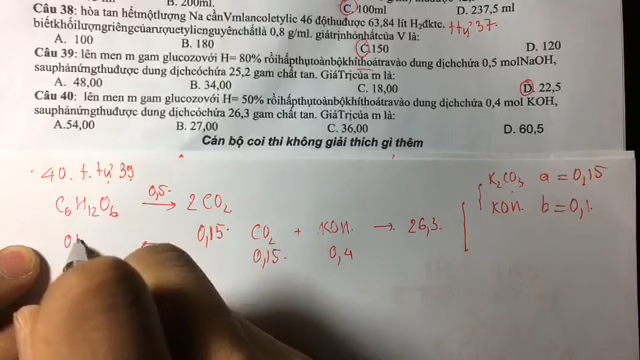 B. 200ml.
C. 100ml
D. 237,5 ml
Câu 38: hòa tan hếtmộtlượng Na cầnVmlancoletylic 46 độthuđược 63,84 lít H₂đktc. t.tự 37.
biếtkhốilượngriêngcủarượuetylicnguyênchấtlà 0,8 g/ml. giátrịnhỏnhấtcủa V là:
A. 100
B. 180
C. 150
D. 120
Câu 39: lên men m gam glucozơvới H= 80% rồihấpthụtoànbộkhíthoátravào dung dịchchứa 0,5 molNaOH,
sauphảnứngthuđược dung dịchcóchứa 25,2 gam chất tan. GiáTrịcủa m là:
A. 48,00
B. 34,00
C. 18,00
D. 22,5
Câu 40: lên men m gam glucozơvới H= 50% rồihấpthụtoànbộkhíthoátravào dung dịchchứa 0,4 mol KOH,
sauphảnứngthuđược dung dịchcóchứa 26,3 gam chất tan. GiáTrịcủa m là:
A.54,00
B. 27,00
C. 36,00
D. 60,5
Cán bộ coi thi không giải thích gì thêm
40. t.tự 39
C₆H₁₂O₆ 0,5 → 2CO₂
0,15
CO₂ + KOH → 26,3
0,15 0,4
K₂CO₃ a = 0,15
KOH b = 0,1